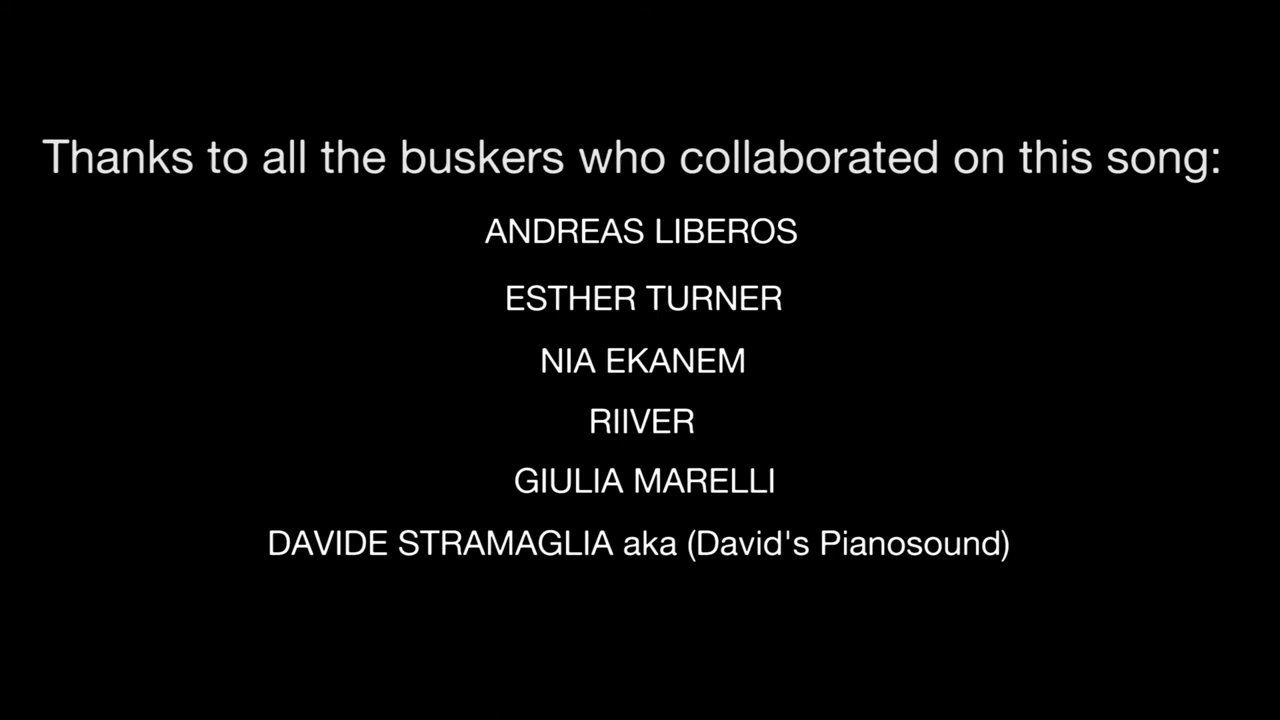 Thanks to all the buskers who collaborated on this song:
ANDREAS LIBEROS
ESTHER TURNER
NIA EKANEM
RIIVER
GIULIA MARELLI
DAVIDE STRAMAGLIA aka (David's Pianosound)